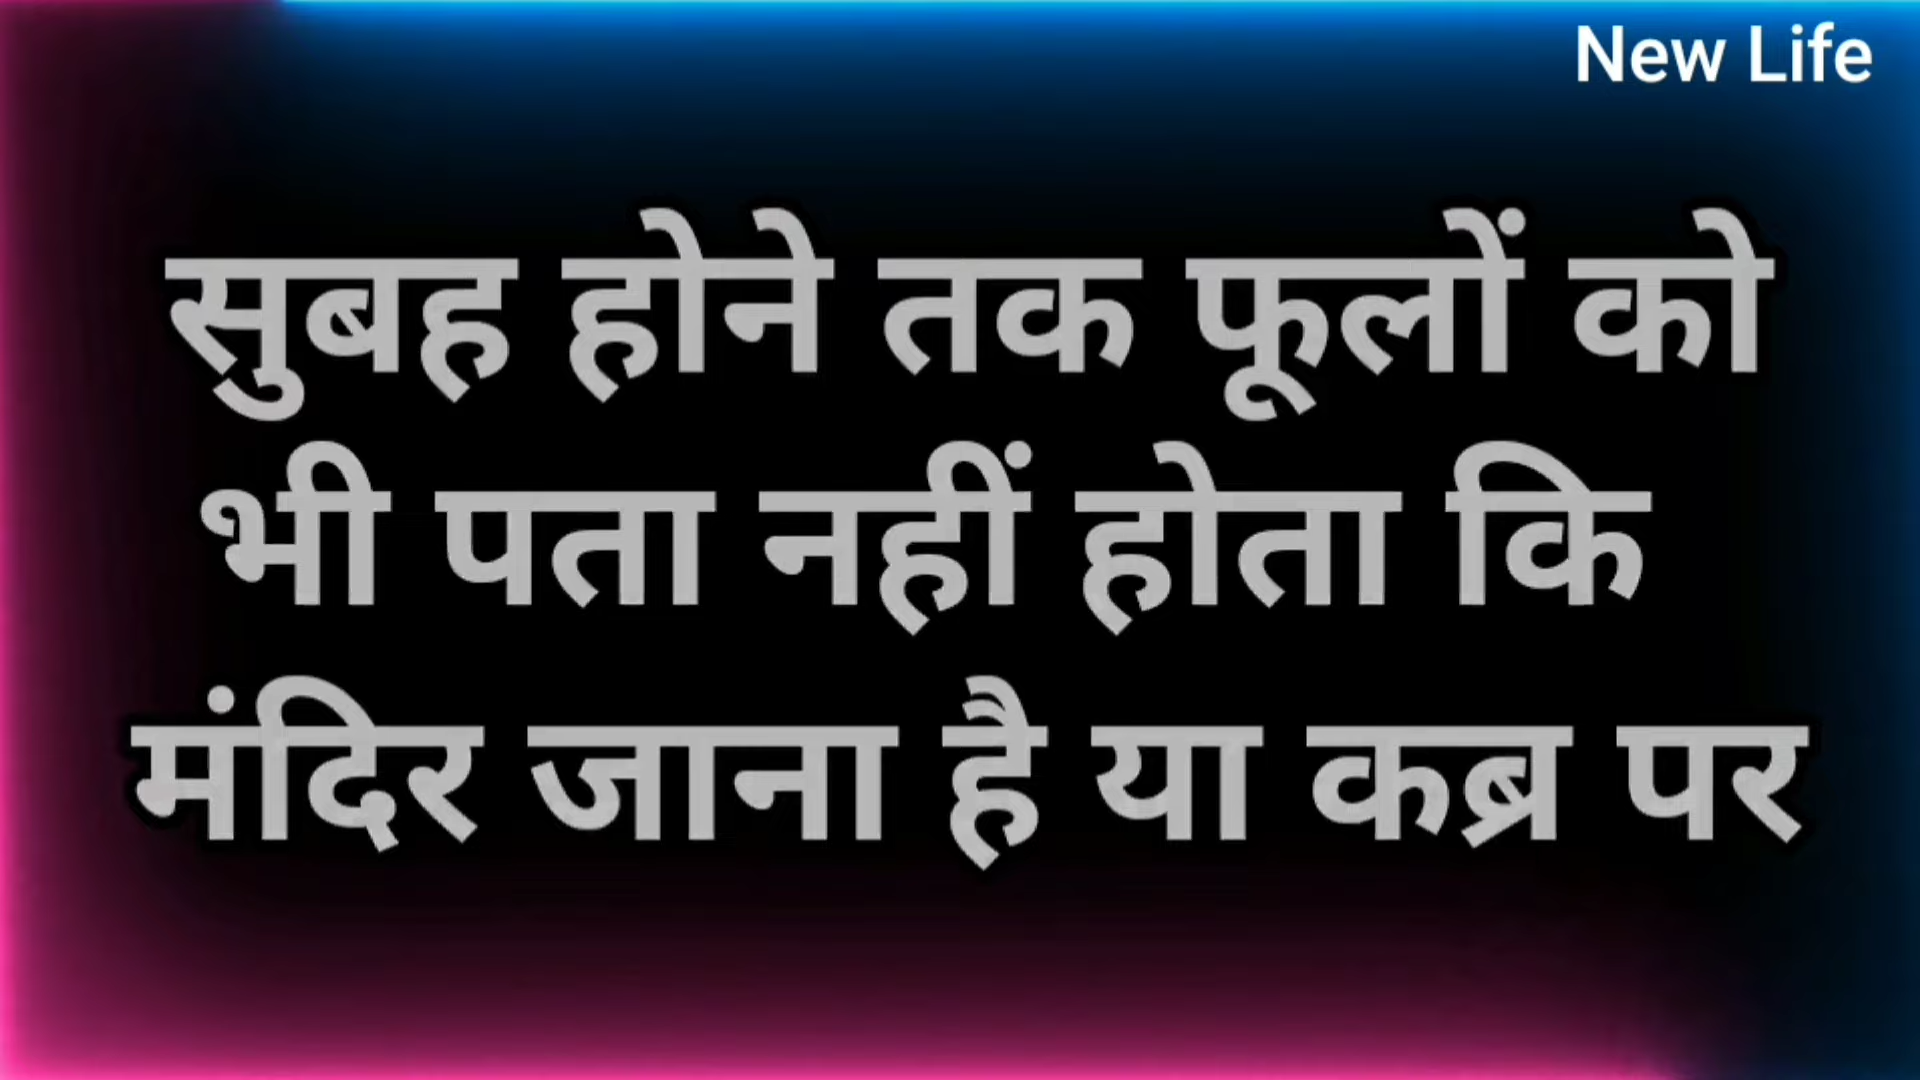 New Life
सुबह होने तक फूलों को
भी पता नहीं होता कि
मंदिर जाना है या कब्र पर